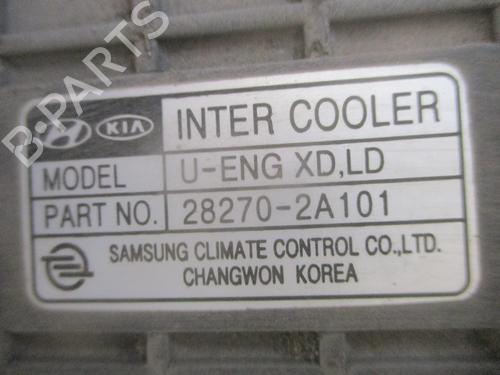 B-PARTS
KIA
INTER COOLER
MODEL U-ENG XD,LD
PART NO. 28270-2A101
SAMSUNG CLIMATE CONTROL CO.,LTD.
CHANGWON KOREA